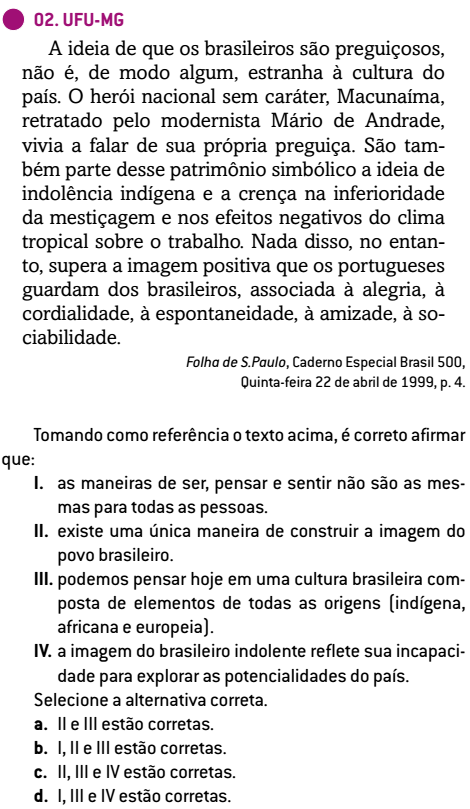 02. UFU-MG
A ideia de que os brasileiros são preguiçosos,
não é, de modo algum, estranha à cultura do
país. O herói nacional sem caráter, Macunaíma,
retratado pelo modernista Mário de Andrade,
vivia a falar de sua própria preguiça. São tam-
bém parte desse patrimônio simbólico a ideia de
indolência indígena e a crença na inferioridade
da mestiçagem e nos efeitos negativos do clima
tropical sobre o trabalho. Nada disso, no entan-
to, supera a imagem positiva que os portugueses
guardam dos brasileiros, associada à alegria, à
cordialidade, à espontaneidade, à amizade, à so-
ciabilidade.
Folha de S.Paulo, Caderno Especial Brasil 500,
Quinta-feira 22 de abril de 1999, p. 4.
Tomando como referência o texto acima, é correto afirmar
que:
I. as maneiras de ser, pensar e sentir não são as mes-
mas para todas as pessoas.
II. existe uma única maneira de construir a imagem do
povo brasileiro.
III. podemos pensar hoje em uma cultura brasileira com-
posta de elementos de todas as origens (indígena,
africana e europeia).
IV. a imagem do brasileiro indolente reflete sua incapaci-
dade para explorar as potencialidades do país.
Selecione a alternativa correta.
a. II e III estão corretas.
b. I, II e III estão corretas.
c. II, III e IV estão corretas.
d. I, III e IV estão corretas.